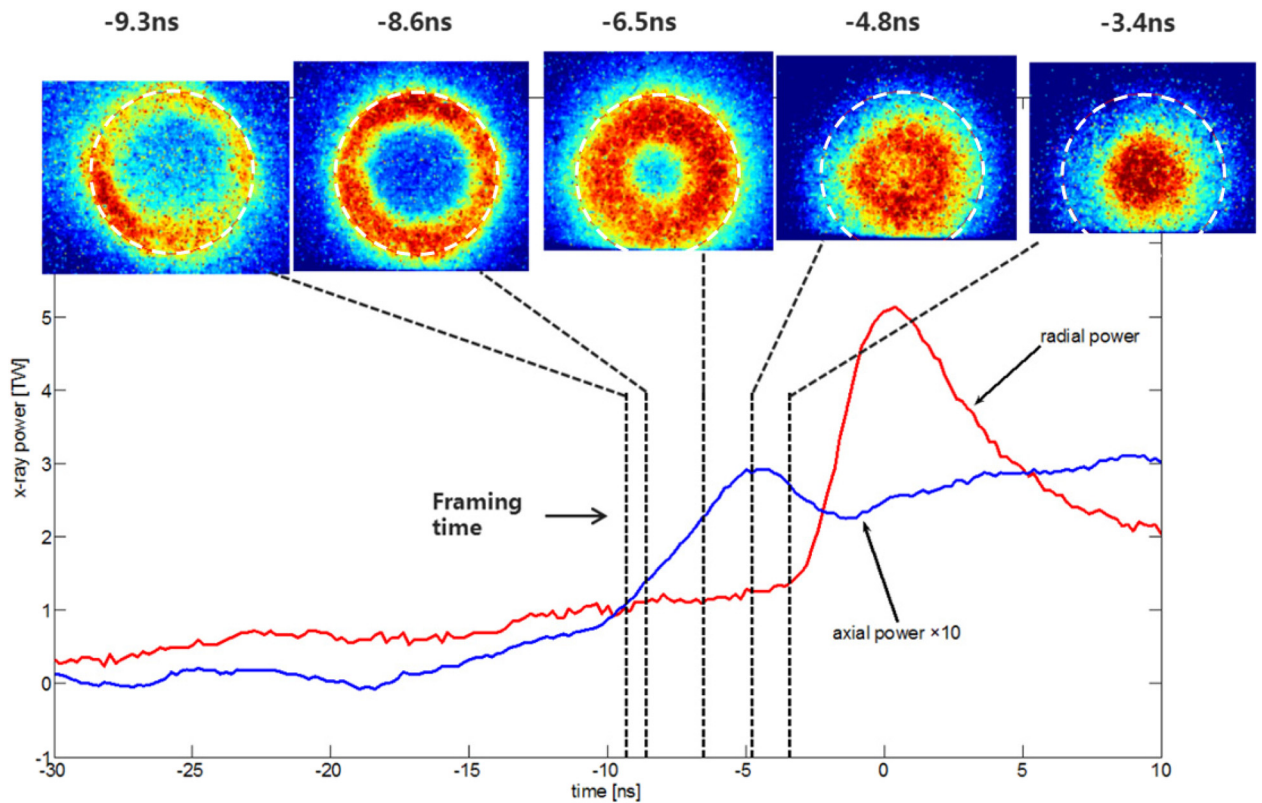 -9.3ns
-8.6ns
-6.5ns
-4.8ns
-3.4ns
5
4
3
2
1
0
-1
x-ray power [TW]
radial power
Framing
time
axial power ×10
-30
-25
-20
-15
-10
-5
0
5
10
time [ns]